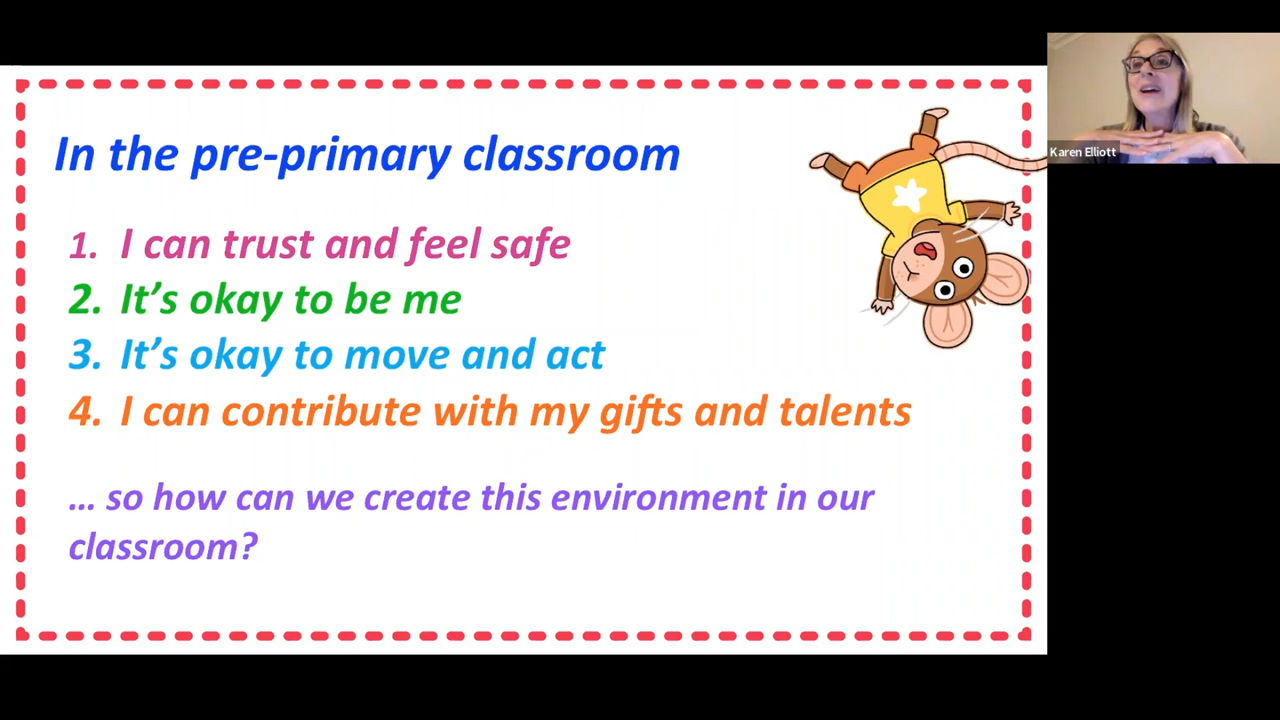 In the pre-primary classroom
1. I can trust and feel safe
2. It’s okay to be me
3. It’s okay to move and act
4. I can contribute with my gifts and talents
… so how can we create this environment in our
classroom?
Karen Elliott